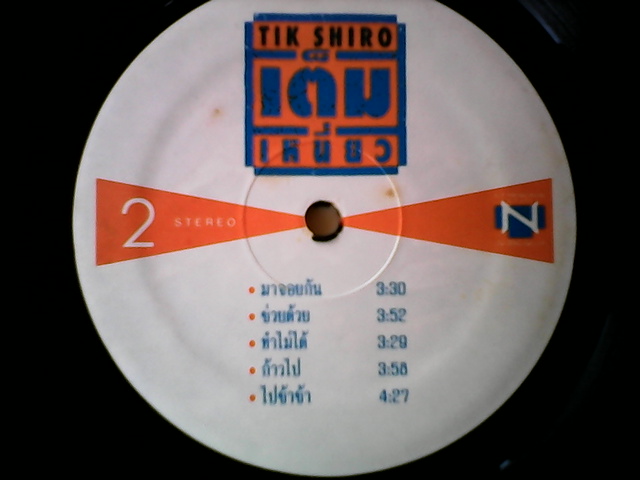 TIK SHIRO
เต็ม
เหนี่ยว
2
STEREO
N
• มาจอยกัน 3:30
• ช่วยด้วย 3:52
• ทำไม่ได้ 3:29
• ก้าวไป 3:58
• ไปช้าช้า 4:27